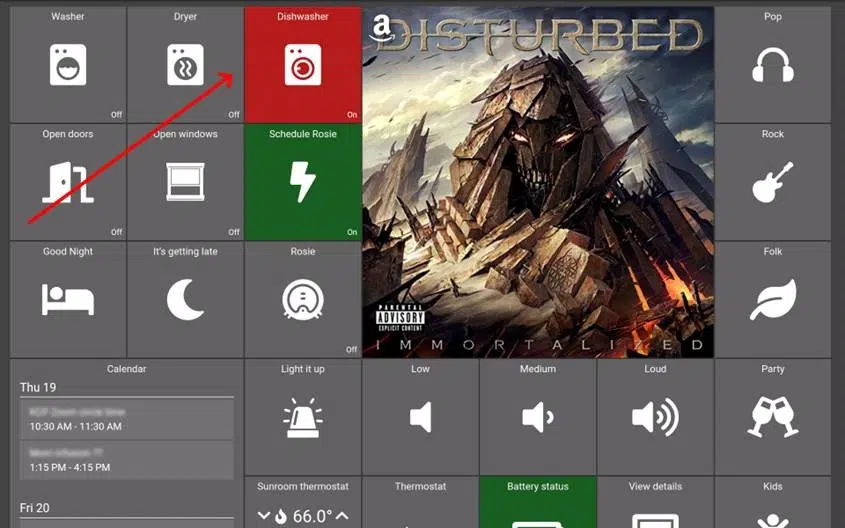 Washer
Off
Dryer
Off
Dishwasher
On
a
DISTURBED
PARENTAL
ADVISORY
EXPLICIT CONTENT
IMMORTALIZED
Pop
Open doors
Off
Open windows
Off
Schedule Rosie
On
Rock
Good Night
It's getting late
Rosie
Off
Folk
Calendar
Thu 19
10:30 AM - 11:30 AM
1:15 PM - 4:15 PM
Fri 20
Light it up
Low
Medium
Loud
Party
Sunroom thermostat
66.0°
Thermostat
Battery status
View details
Kids